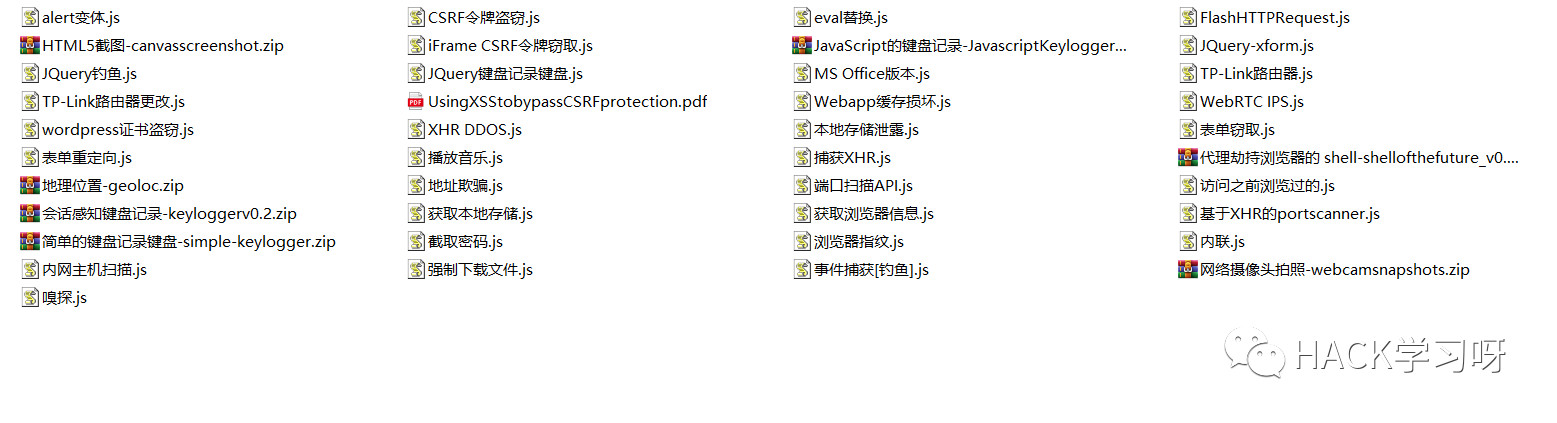 alert变体.js CSRF令牌盗窃.js eval替换.js FlashHTTPRequest.js
HTML5截图-canvasscreenshot.zip iFrame CSRF令牌窃取.js JavaScript的键盘记录-JavascriptKeylogger... JQuery-xform.js
JQuery钓鱼.js JQuery键盘记录键盘.js MS Office版本.js TP-Link路由器.js
TP-Link路由器更改.js UsingXSStobypassCSRFprotection.pdf Webapp缓存损坏.js WebRTC IPS.js
wordpress证书盗窃.js XHR DDOS.js 本地存储泄露.js 表单窃取.js
表单重定向.js 播放音乐.js 捕获XHR.js 代理劫持浏览器的 shell-shellofthefuture_v0....
地理位置-geoloc.zip 地址欺骗.js 端口扫描API.js 访问之前浏览过的.js
会话感知键盘记录-keyloggerv0.2.zip 获取本地存储.js 获取浏览器信息.js 基于XHR的portscanner.js
简单的键盘记录键盘-simple-keylogger.zip 截取密码.js 浏览器指纹.js 内联.js
内网主机扫描.js 强制下载文件.js 事件捕获[钓鱼].js 网络摄像头拍照-webcamsnapshots.zip
嗅探.js
HACK学习呀